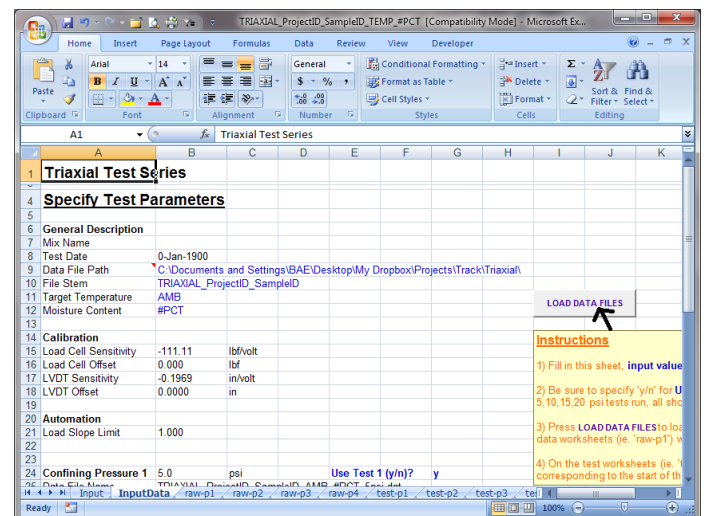 TRIAXIAL_ProjectID_SampleID_TEMP_#PCT [Compatibility Mode] - Microsoft Ex...
Home Insert Page Layout Formulas Data Review View Developer
Paste
Arial 14
B I U
General
$ % ,
Conditional Formatting
Format as Table
Cell Styles
Insert
Delete
Format
Sort & Filter
Find & Select
Clipboard Font Alignment Number Styles Cells Editing
A1 fx Triaxial Test Series
A B C D E F G H I J K
1 Triaxial Test Series
4 Specify Test Parameters
5
6 General Description
7 Mix Name
8 Test Date 0-Jan-1900
9 Data File Path C:\Documents and Settings\BAE\Desktop\My Dropbox\Projects\Track\Triaxial\
10 File Stem TRIAXIAL_ProjectID_SampleID
11 Target Temperature AMB
12 Moisture Content #PCT
13
14 Calibration
15 Load Cell Sensitivity -111.11 lbf/volt
16 Load Cell Offset 0.000 lbf
17 LVDT Sensitivity -0.1969 in/volt
18 LVDT Offset 0.0000 in
19
20 Automation
21 Load Slope Limit 1.000
22
23
24 Confining Pressure 1 5.0 psi Use Test 1 (y/n)? y
25 Data File Name TRIAXIAL_ProjectID_SampleID_AMB_#PCT_5psi.dat
LOAD DATA FILES
Instructions
1) Fill in this sheet, input value
2) Be sure to specify 'y/n' for U
5,10,15,20 psi tests run, all sho
3) Press LOAD DATA FILES to loa
data worksheets (ie. 'raw-p1') w
4) On the test worksheets (ie. 't
corresponding to the start of th
Input InputData raw-p1 raw-p2 raw-p3 raw-p4 test-p1 test-p2 test-p3 te
Ready 100%